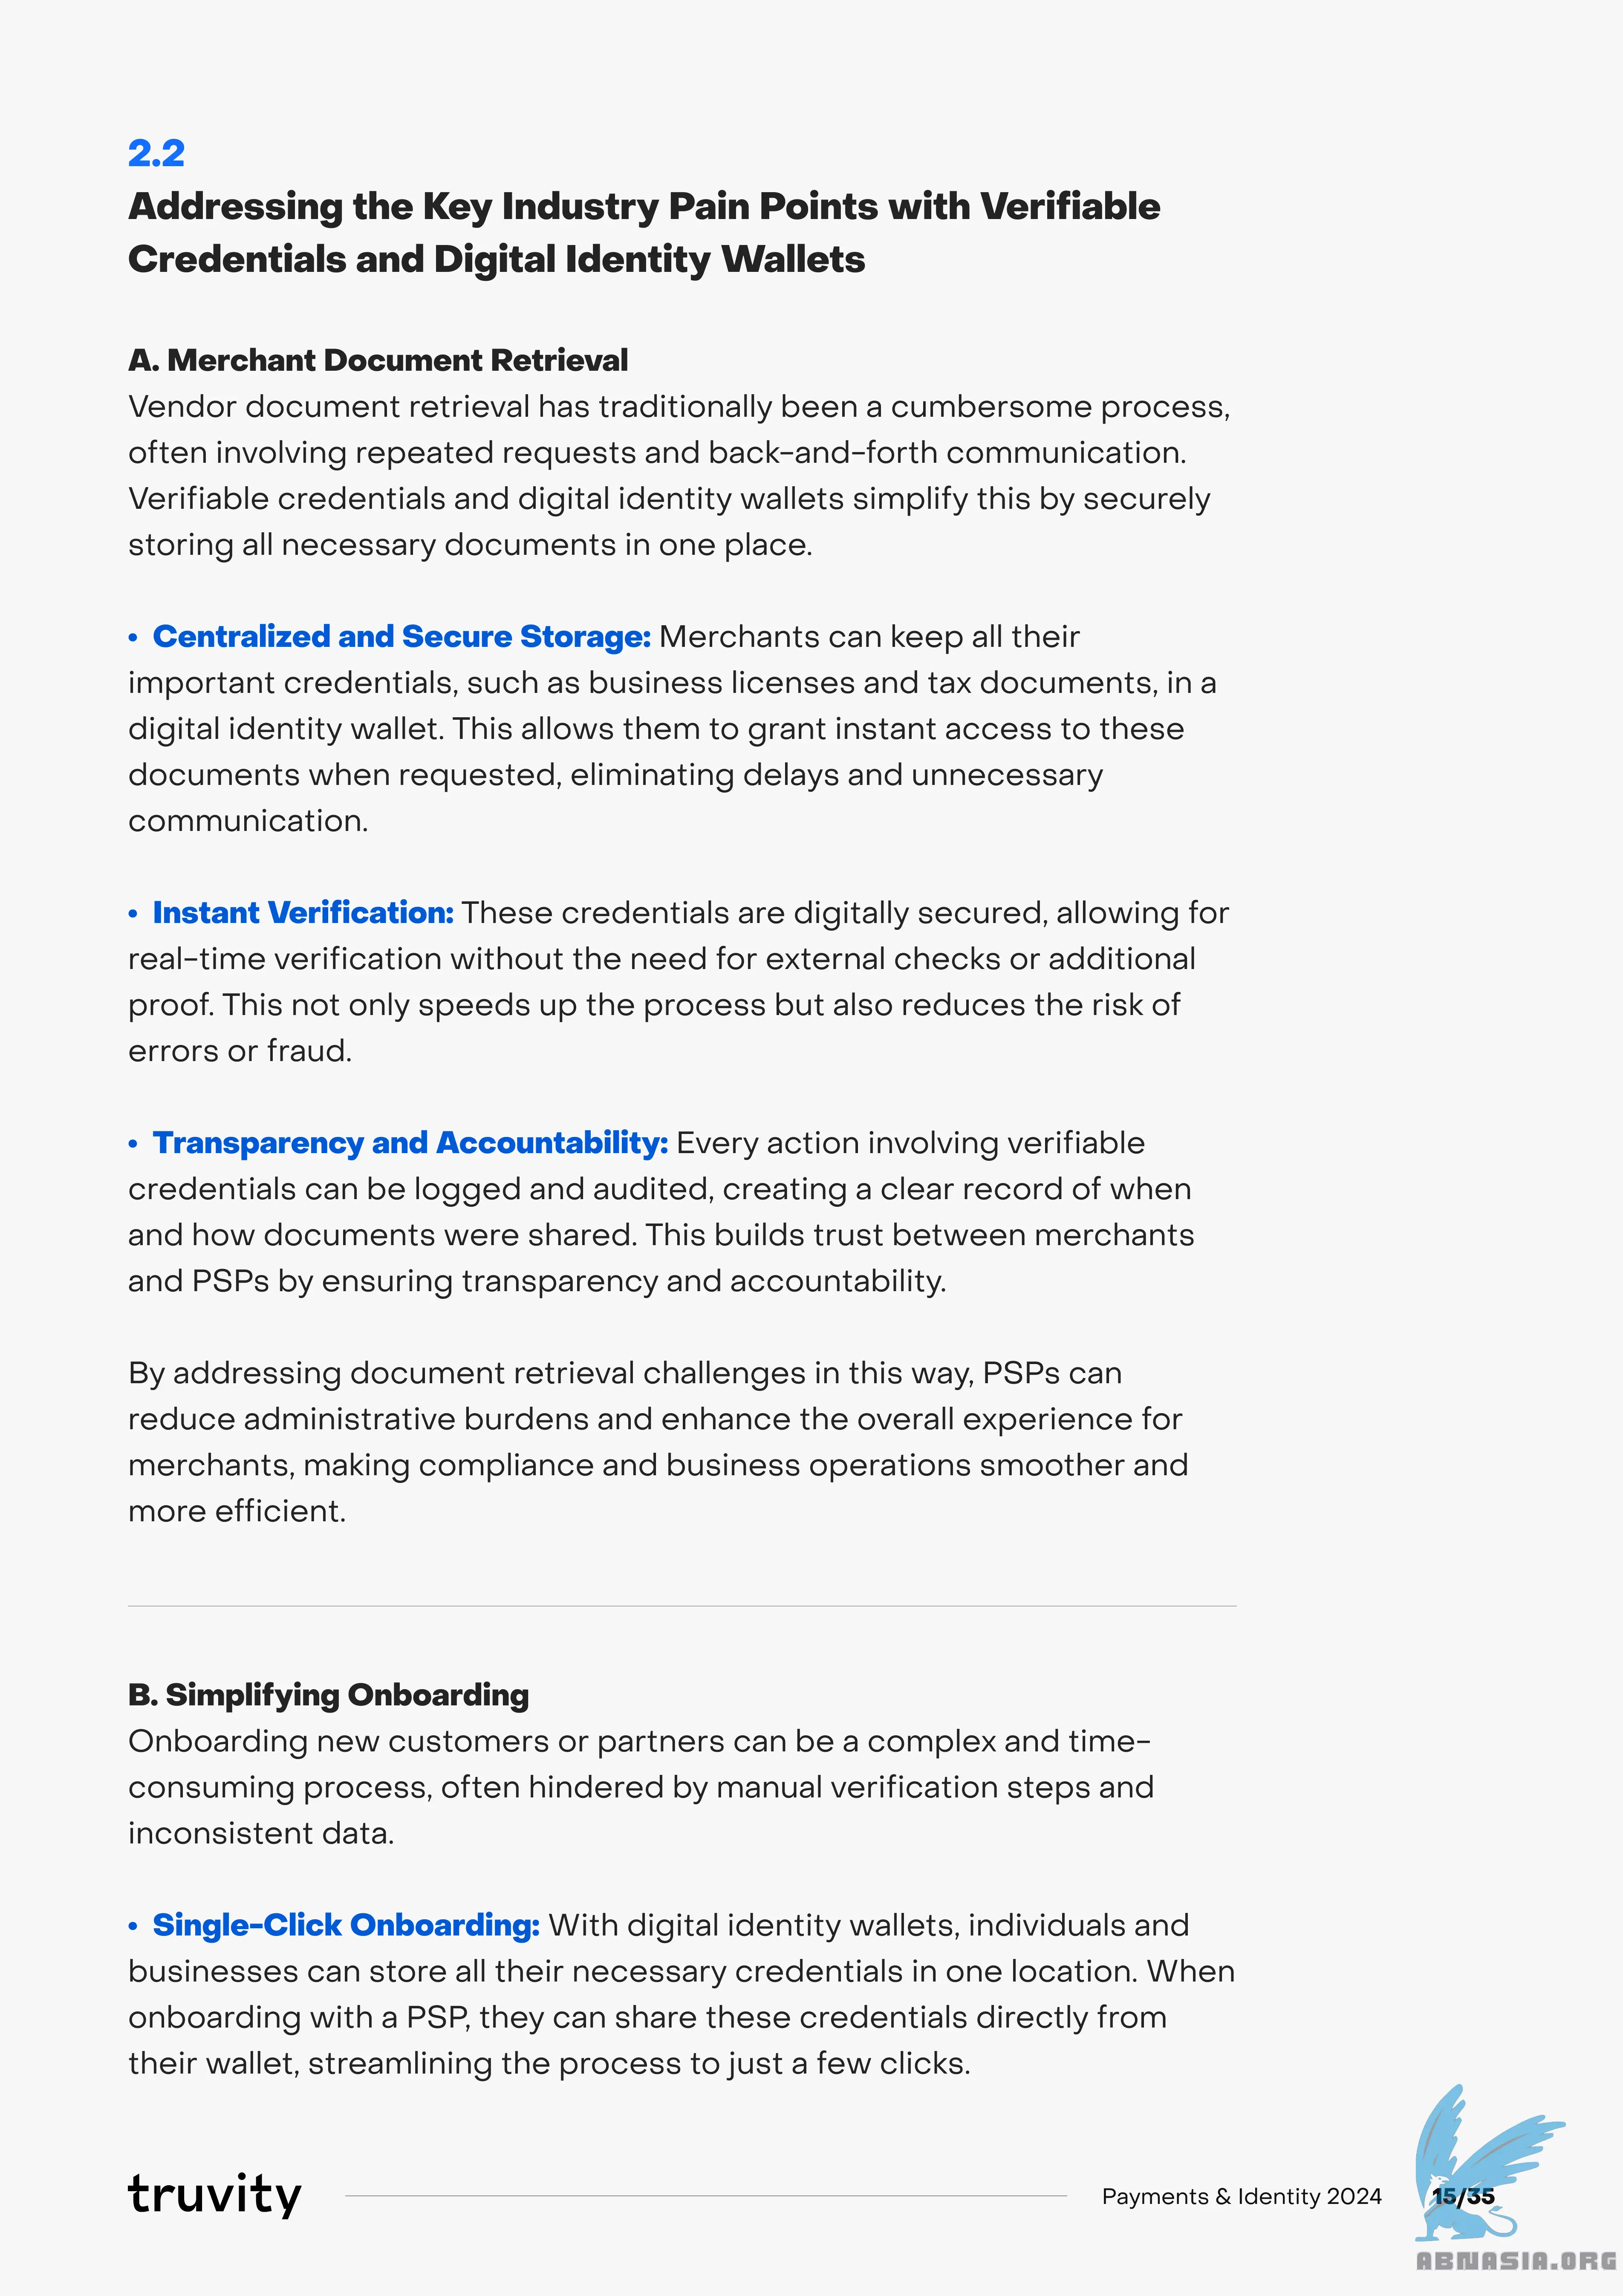 2.2
Addressing the Key Industry Pain Points with Verifiable
Credentials and Digital Identity Wallets
A. Merchant Document Retrieval
Vendor document retrieval has traditionally been a cumbersome process,
often involving repeated requests and back-and-forth communication.
Verifiable credentials and digital identity wallets simplify this by securely
storing all necessary documents in one place.
• Centralized and Secure Storage: Merchants can keep all their
important credentials, such as business licenses and tax documents, in a
digital identity wallet. This allows them to grant instant access to these
documents when requested, eliminating delays and unnecessary
communication.
• Instant Verification: These credentials are digitally secured, allowing for
real-time verification without the need for external checks or additional
proof. This not only speeds up the process but also reduces the risk of
errors or fraud.
• Transparency and Accountability: Every action involving verifiable
credentials can be logged and audited, creating a clear record of when
and how documents were shared. This builds trust between merchants
and PSPs by ensuring transparency and accountability.
By addressing document retrieval challenges in this way, PSPs can
reduce administrative burdens and enhance the overall experience for
merchants, making compliance and business operations smoother and
more efficient.
B. Simplifying Onboarding
Onboarding new customers or partners can be a complex and time-
consuming process, often hindered by manual verification steps and
inconsistent data.
• Single-Click Onboarding: With digital identity wallets, individuals and
businesses can store all their necessary credentials in one location. When
onboarding with a PSP, they can share these credentials directly from
their wallet, streamlining the process to just a few clicks.
truvity
Payments & Identity 2024
15/35
ABNASIA.ORG